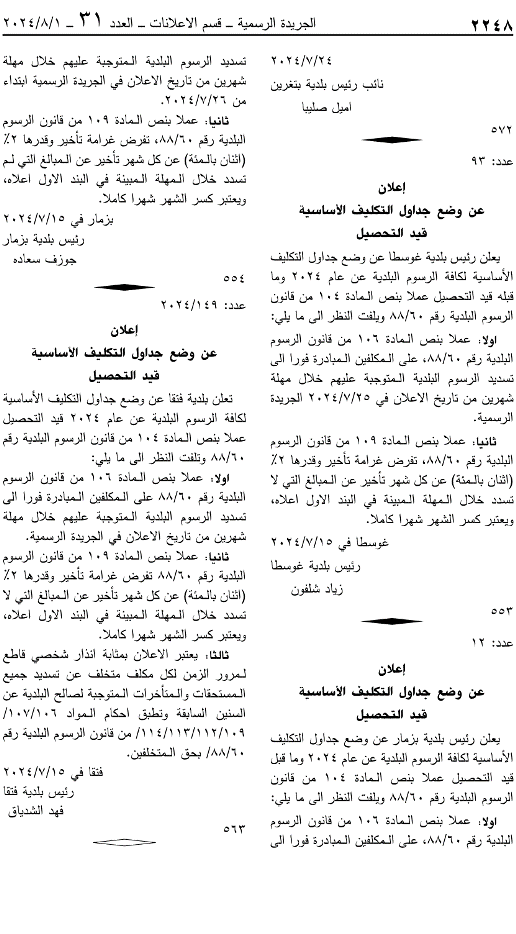 ٢٢٤٨
الجريدة الرسمية – قسم الاعلانات – العدد ٣١ – ٢٠٢٤/٨/١
٢٠٢٤/٧/٢٤
نائب رئيس بلدية بتغرين
اميل صليبا
٥٧٢
عدد: ٩٣
إعلان
عن وضع جداول التكليف الأساسية
قيد التحصيل
يعلن رئيس بلدية غوسطا عن وضع جداول التكليف
الأساسية لكافة الرسوم البلدية عن عام ٢٠٢٤ وما
قبله قيد التحصيل عملا بنص المادة ١٠٤ من قانون
الرسوم البلدية رقم ٨٨/٦٠ ويلفت النظر الى ما يلي:
اولا: عملا بنص المادة ١٠٦ من قانون الرسوم
البلدية رقم ٨٨/٦٠، على المكلفين المبادرة فورا الى
تسديد الرسوم البلدية المتوجبة عليهم خلال مهلة
شهرين من تاريخ الاعلان في ٢٠٢٤/٧/٢٥ الجريدة
الرسمية.
ثانيا: عملا بنص المادة ١٠٩ من قانون الرسوم
البلدية رقم ٨٨/٦٠، تفرض غرامة تأخير وقدرها ٢٪
(اثنان بالمئة) عن كل شهر تأخير عن المبالغ التي لا
تسدد خلال المهلة المبينة في البند الاول اعلاه،
ويعتبر كسر الشهر شهرا كاملا.
غوسطا في ٢٠٢٤/٧/١٥
رئيس بلدية غوسطا
زياد شلفون
٥٥٣
عدد: ١٢
إعلان
عن وضع جداول التكليف الأساسية
قيد التحصيل
يعلن رئيس بلدية بزمار عن وضع جداول التكليف
الأساسية لكافة الرسوم البلدية عن عام ٢٠٢٤ وما قبل
قيد التحصيل عملا بنص المادة ١٠٤ من قانون
الرسوم البلدية رقم ٨٨/٦٠ ويلفت النظر الى ما يلي:
اولا: عملا بنص المادة ١٠٦ من قانون الرسوم
البلدية رقم ٨٨/٦٠، على المكلفين المبادرة فورا الى
تسديد الرسوم البلدية المتوجبة عليهم خلال مهلة
شهرين من تاريخ الاعلان في الجريدة الرسمية ابتداء
من ٢٠٢٤/٧/٢٦.
ثانيا: عملا بنص المادة ١٠٩ من قانون الرسوم
البلدية رقم ٨٨/٦٠، تفرض غرامة تأخير وقدرها ٢٪
(اثنان بالمئة) عن كل شهر تأخير عن المبالغ التي لم
تسدد خلال المهلة المبينة في البند الاول اعلاه،
ويعتبر كسر الشهر شهرا كاملا.
بزمار في ٢٠٢٤/٧/١٥
رئيس بلدية بزمار
جوزف سعاده
٥٥٤
عدد: ٢٠٢٤/١٤٩
إعلان
عن وضع جداول التكليف الأساسية
قيد التحصيل
تعلن بلدية فتقا عن وضع جداول التكليف الأساسية
لكافة الرسوم البلدية عن عام ٢٠٢٤ قيد التحصيل
عملا بنص المادة ١٠٤ من قانون الرسوم البلدية رقم
٨٨/٦٠ وتلفت النظر الى ما يلي:
اولا: عملا بنص المادة ١٠٦ من قانون الرسوم
البلدية رقم ٨٨/٦٠ على المكلفين المبادرة فورا الى
تسديد الرسوم البلدية المتوجبة عليهم خلال مهلة
شهرين من تاريخ الاعلان في الجريدة الرسمية.
ثانيا: عملا بنص المادة ١٠٩ من قانون الرسوم
البلدية رقم ٨٨/٦٠ تفرض غرامة تأخير وقدرها ٢٪
(اثنان بالمئة) عن كل شهر تأخير عن المبالغ التي لا
تسدد خلال المهلة المبينة في البند الاول اعلاه،
ويعتبر كسر الشهر شهرا كاملا.
ثالثا: يعتبر الاعلان بمثابة انذار شخصي قاطع
لمرور الزمن لكل مكلف متخلف عن تسديد جميع
المستحقات والمتأخرات المتوجبة لصالح البلدية عن
السنين السابقة وتطبق احكام المواد ١٠٧/١٠٦/
١١٤/١١٣/١١٢/١٠٩/ من قانون الرسوم البلدية رقم
٨٨/٦٠/ بحق المتخلفين.
فتقا في ٢٠٢٤/٧/١٥
رئيس بلدية فتقا
فهد الشدياق
٥٦٣